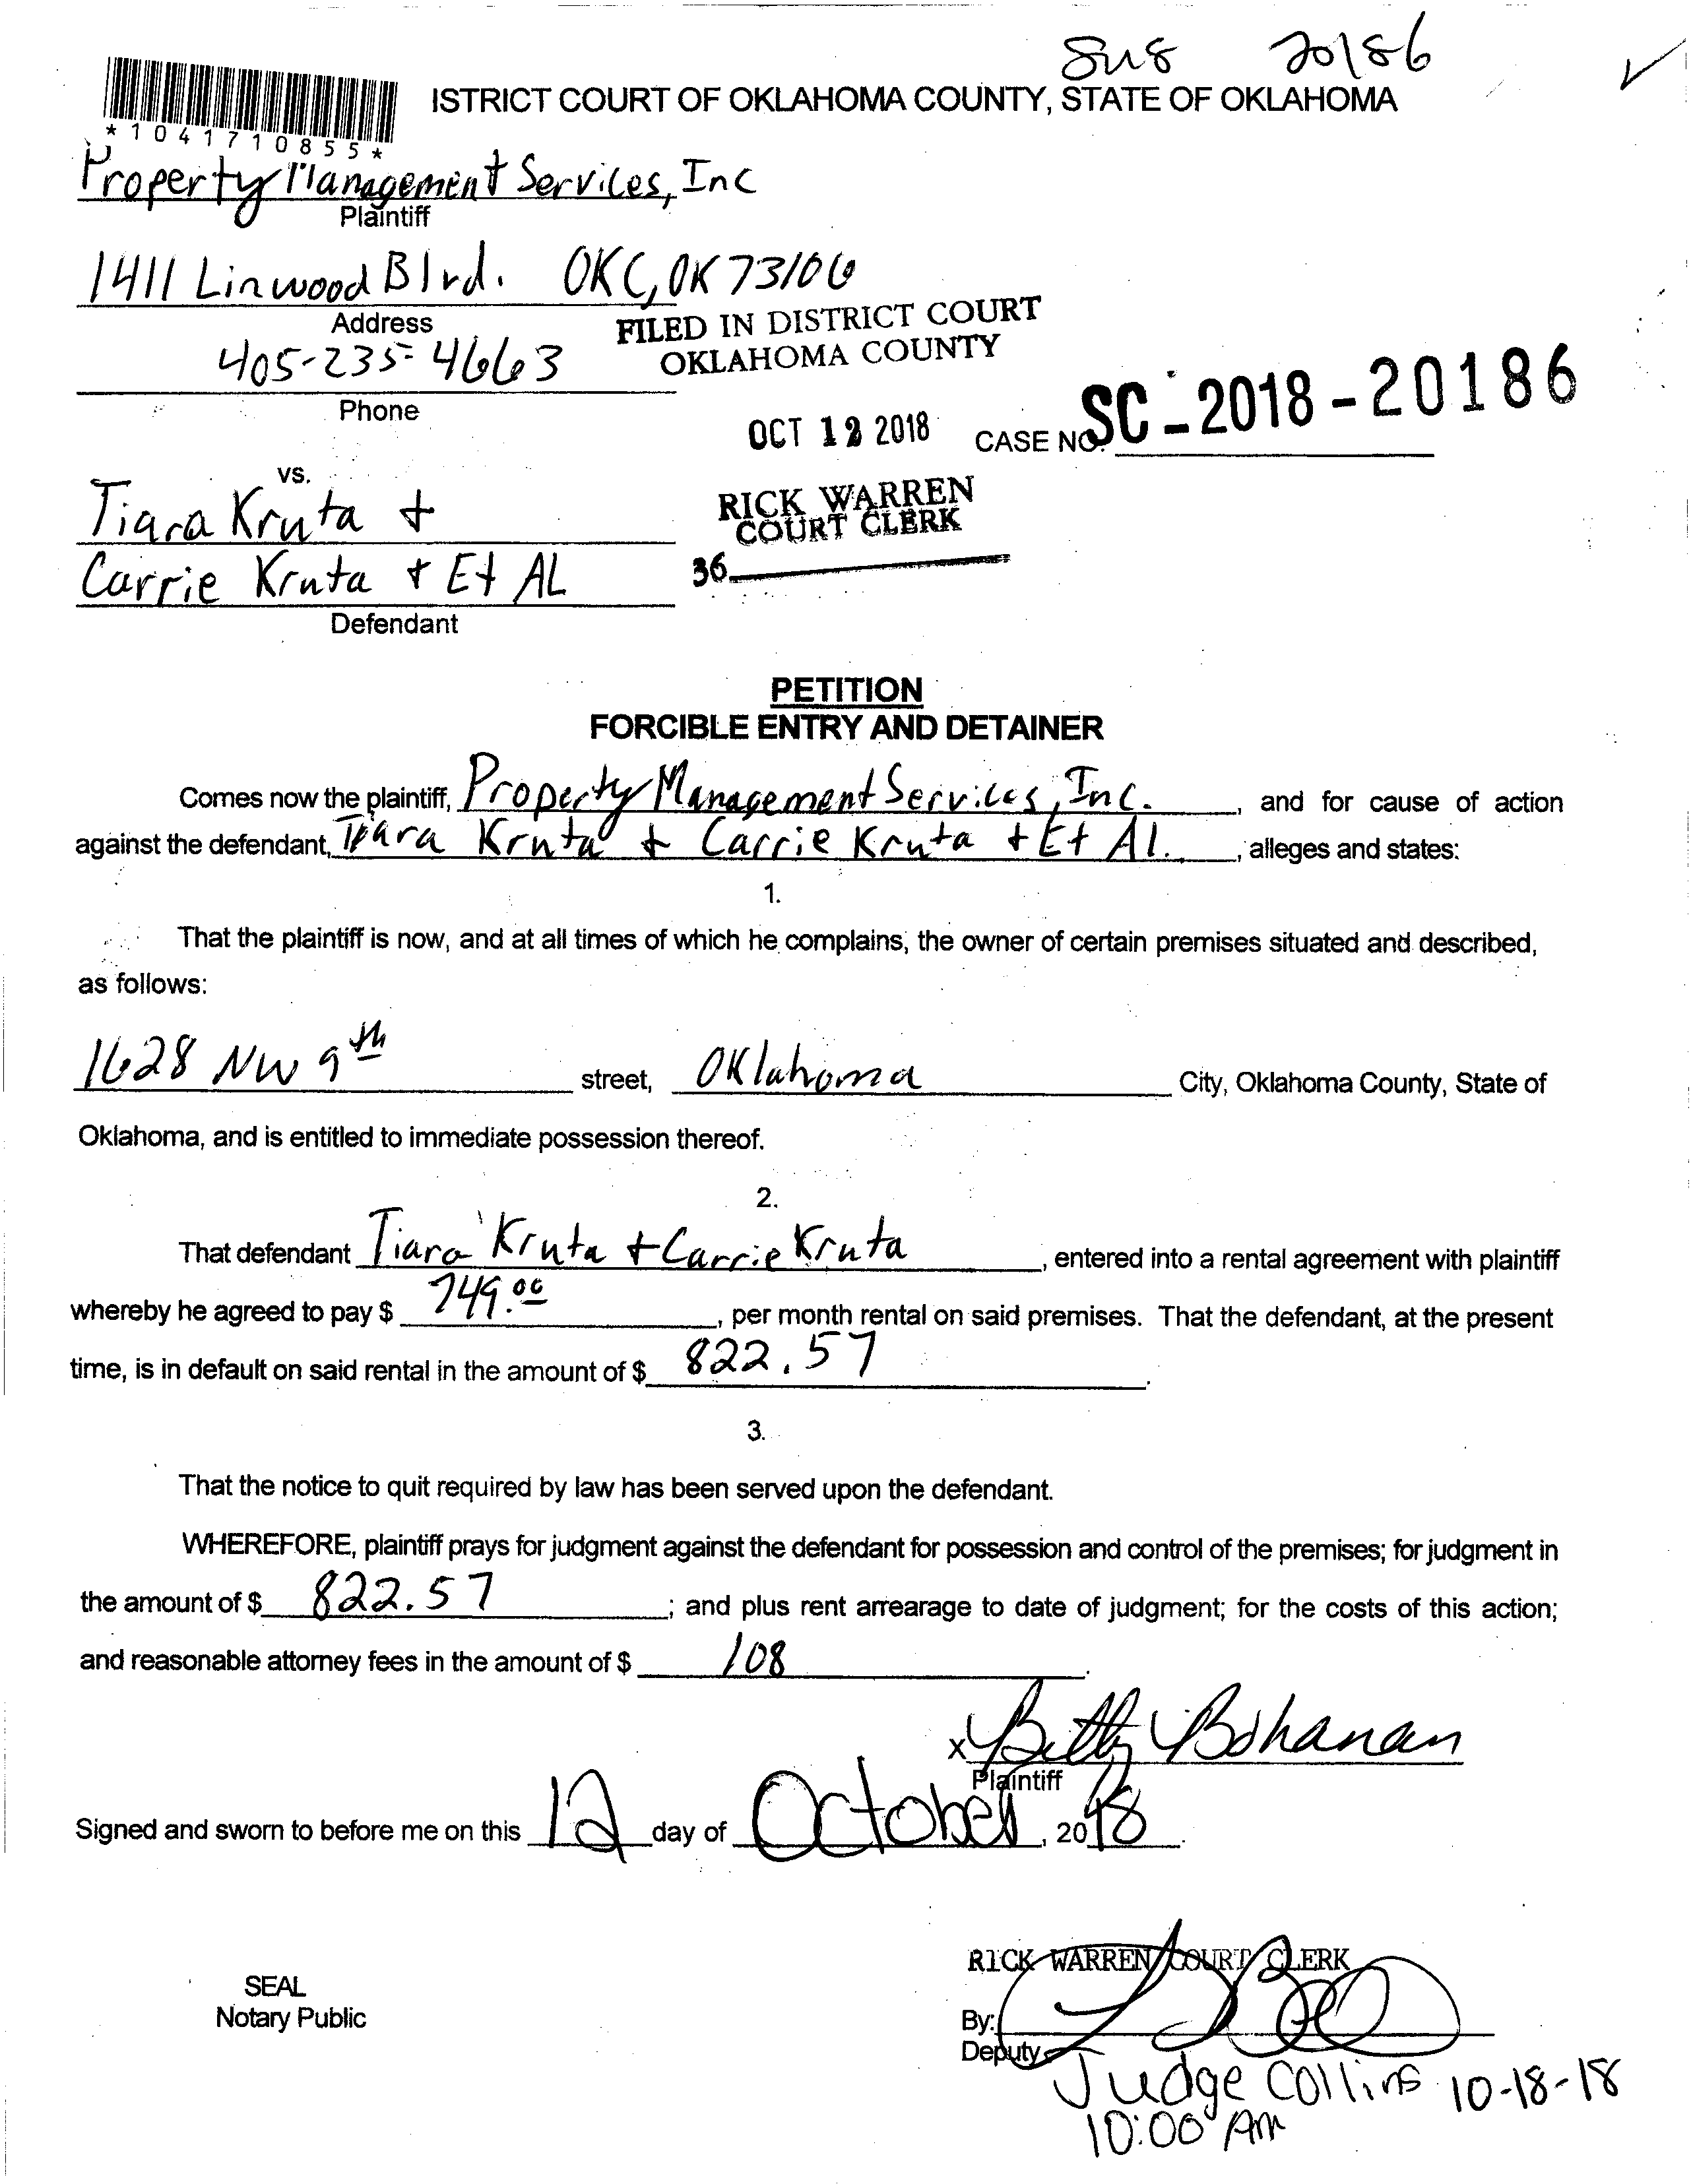 SUS 20186
ISTRICT COURT OF OKLAHOMA COUNTY, STATE OF OKLAHOMA
*1041710855*
Property Management Services, Inc
Plaintiff
1411 Linwood Blvd. OKC, OK 73106
Address
FILED IN DISTRICT COURT
OKLAHOMA COUNTY
405-235-4663
Phone
OCT 12 2018
CASE NO. SC-2018-20186
vs.
Tiara Kruta +
RICK WARREN
COURT CLERK
Carrie Kruta + Et AL
36
Defendant
PETITION
FORCIBLE ENTRY AND DETAINER
Comes now the plaintiff, Property Management Services, Inc. , and for cause of action
against the defendant, Tiara Kruta + Carrie Kruta + Et Al. , alleges and states:
1.
That the plaintiff is now, and at all times of which he complains, the owner of certain premises situated and described,
as follows:
1628 NW 9th street, Oklahoma City, Oklahoma County, State of
Oklahoma, and is entitled to immediate possession thereof.
2.
That defendant Tiara Kruta + Carrie Kruta , entered into a rental agreement with plaintiff
whereby he agreed to pay $ 749.00 , per month rental on said premises. That the defendant, at the present
time, is in default on said rental in the amount of $ 822.57 .
3.
That the notice to quit required by law has been served upon the defendant.
WHEREFORE, plaintiff prays for judgment against the defendant for possession and control of the premises; for judgment in
the amount of $ 822.57 ; and plus rent arrearage to date of judgment; for the costs of this action;
and reasonable attorney fees in the amount of $ 108 .
x Betty Bohanan
Plaintiff
Signed and sworn to before me on this 12 day of October , 2018 .
RICK WARREN COURT CLERK
SEAL
Notary Public
By:
Deputy
Judge Collins 10-18-18
10:00 AM